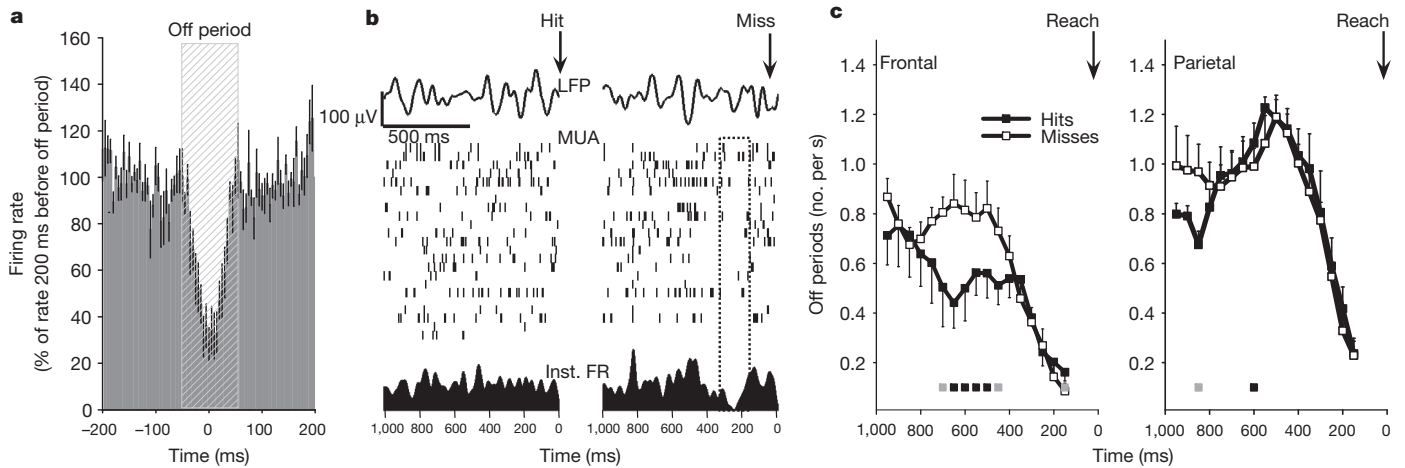 a
Off period
160
140
120
100
80
60
40
20
0
–200
–100
0
100
200
Time (ms)
Firing rate
(% of rate 200 ms before off period)
b
Hit
Miss
LFP
100 μV
500 ms
MUA
Inst. FR
1,000 800 600 400 200 0
1,000 800 600 400 200 0
Time (ms)
c
Reach
Reach
Frontal
Parietal
Hits
Misses
1.4
1.2
1.0
0.8
0.6
0.4
0.2
1.4
1.2
1.0
0.8
0.6
0.4
0.2
Off periods (no. per s)
1,000 800 600 400 200 0
1,000 800 600 400 200 0
Time (ms)